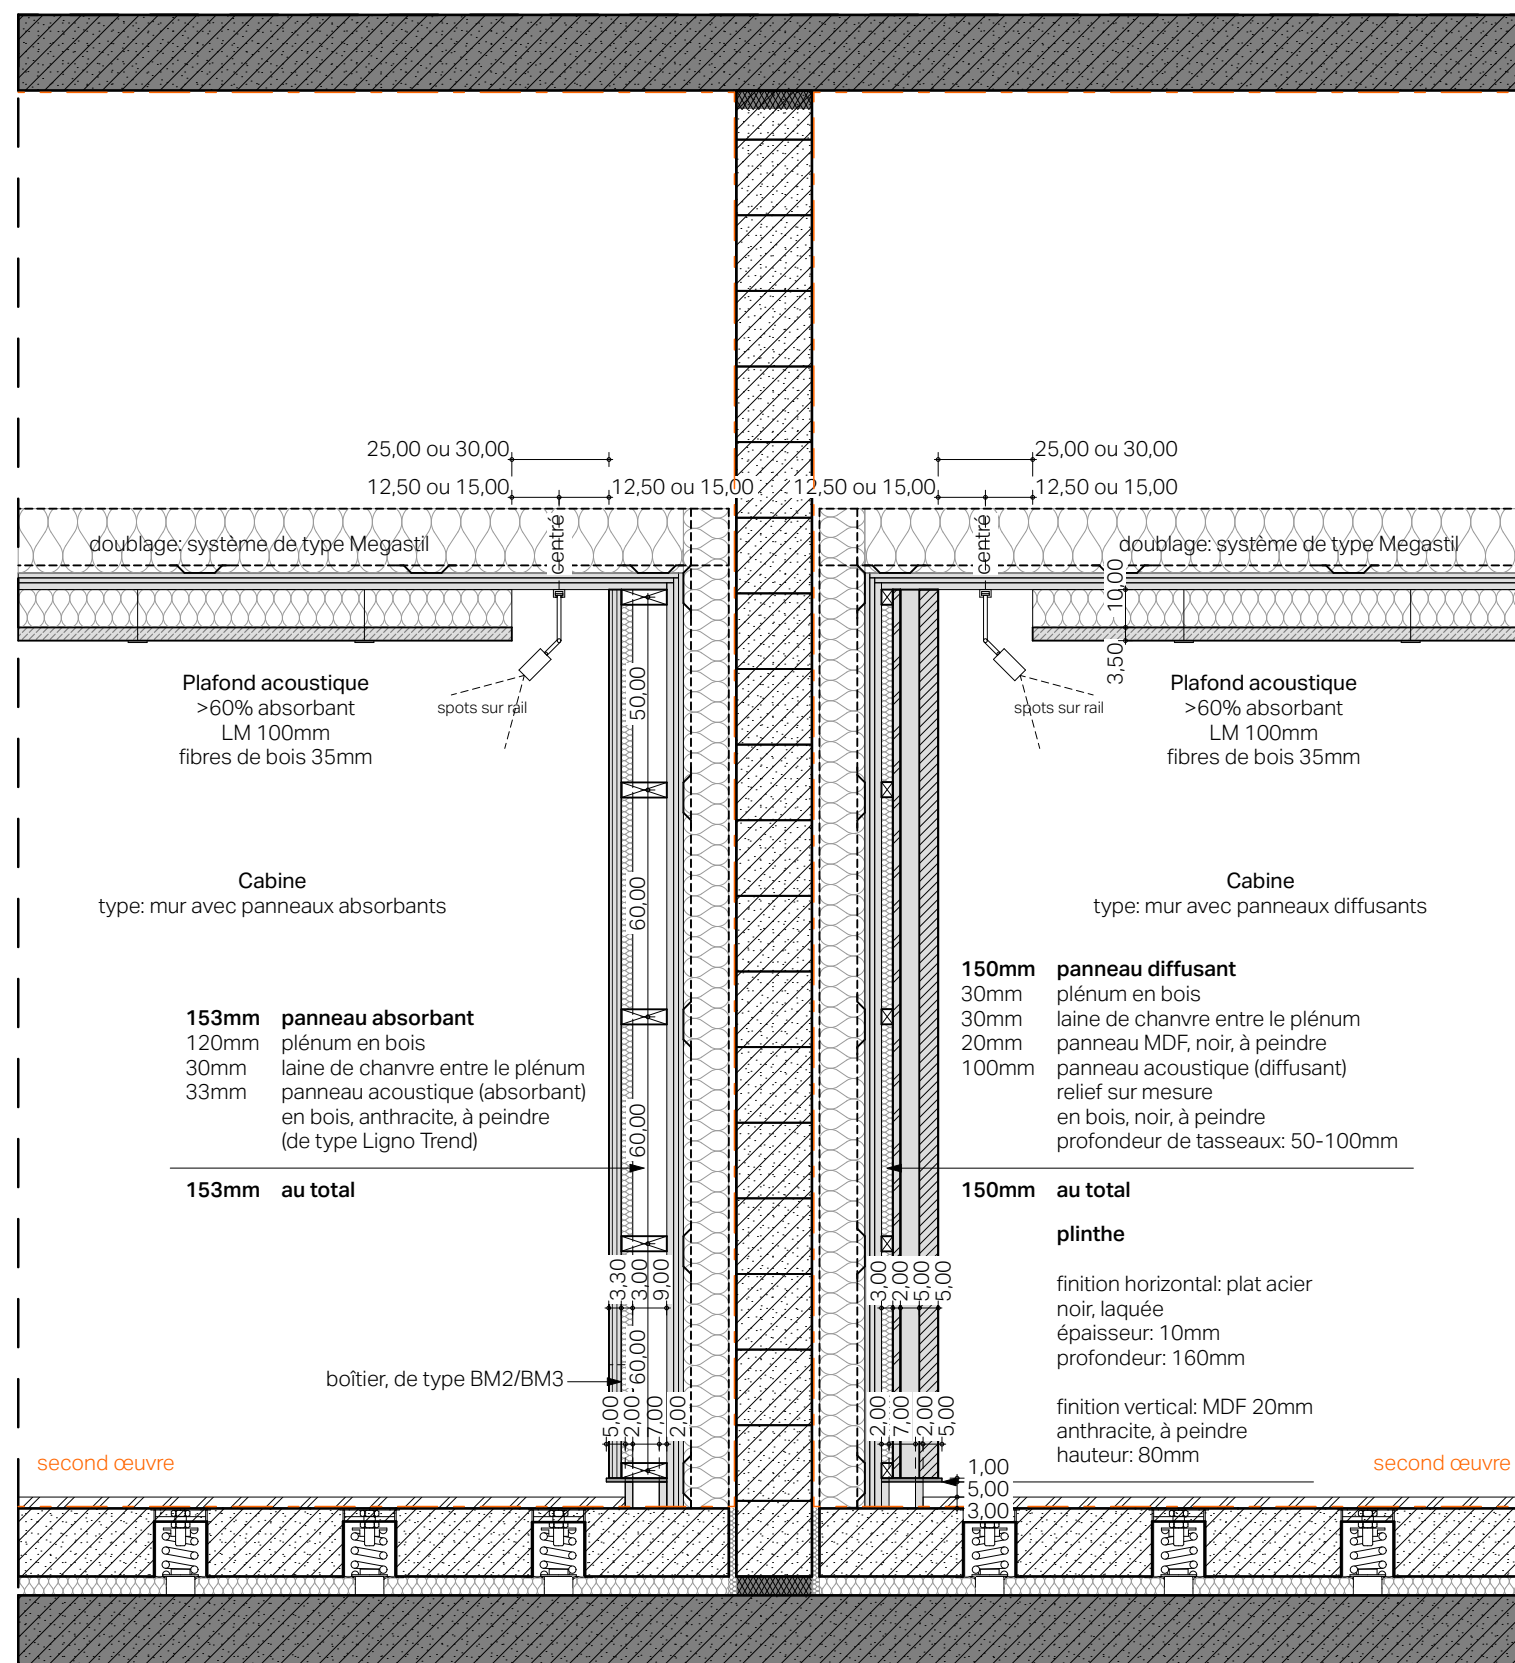 25,00 ou 30,00
25,00 ou 30,00
12,50 ou 15,00
12,50 ou 15,00
12,50 ou 15,00
12,50 ou 15,00
centré
centré
doublage: système de type Megastil
doublage: système de type Megastil
10,00
3,50
Plafond acoustique
>60% absorbant
LM 100mm
fibres de bois 35mm
spots sur rail
50,00
spots sur rail
Plafond acoustique
>60% absorbant
LM 100mm
fibres de bois 35mm
Cabine
type: mur avec panneaux absorbants
60,00
Cabine
type: mur avec panneaux diffusants
153mm panneau absorbant
120mm plénum en bois
30mm laine de chanvre entre le plénum
33mm panneau acoustique (absorbant)
en bois, anthracite, à peindre
(de type Ligno Trend)
153mm au total
60,00
150mm panneau diffusant
30mm plénum en bois
30mm laine de chanvre entre le plénum
20mm panneau MDF, noir, à peindre
100mm panneau acoustique (diffusant)
relief sur mesure
en bois, noir, à peindre
profondeur de tasseaux: 50-100mm
150mm au total
plinthe
finition horizontal: plat acier
noir, laquée
épaisseur: 10mm
profondeur: 160mm
finition vertical: MDF 20mm
anthracite, à peindre
hauteur: 80mm
3,30
3,00
9,00
60,00
3,00
2,00
5,00
5,00
boîtier, de type BM2/BM3
5,00
2,00
7,00
2,00
2,00
7,00
2,00
5,00
1,00
5,00
3,00
second œuvre
second œuvre